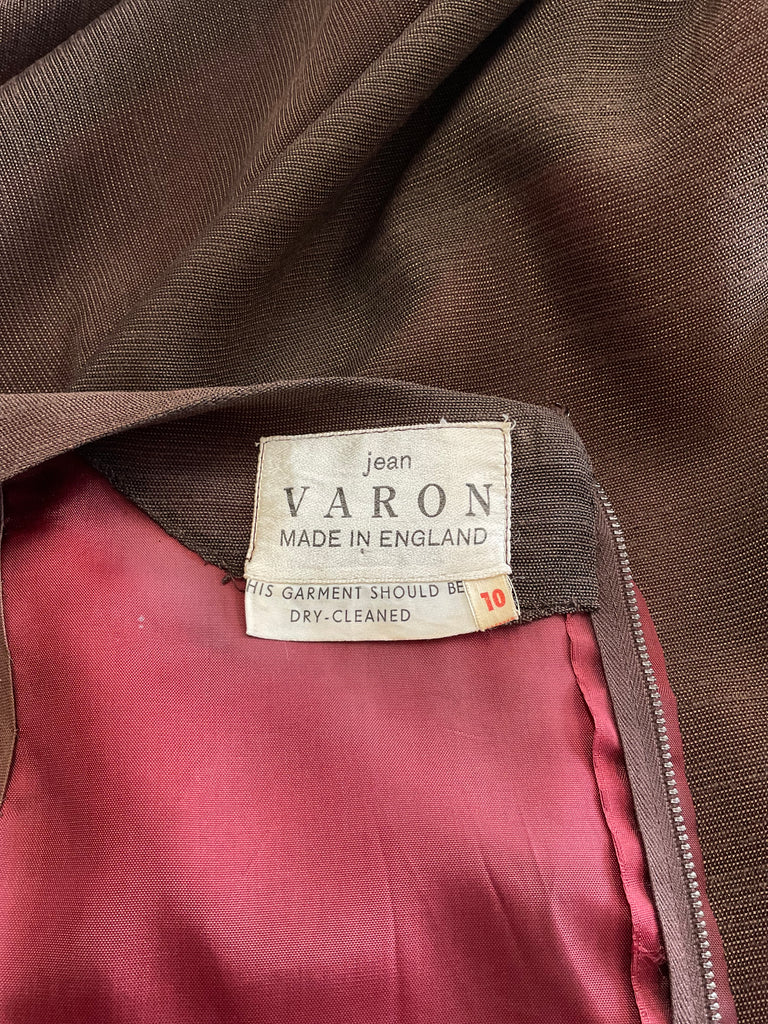 jean
VARON
MADE IN ENGLAND
HIS GARMENT SHOULD BE
DRY-CLEANED
10